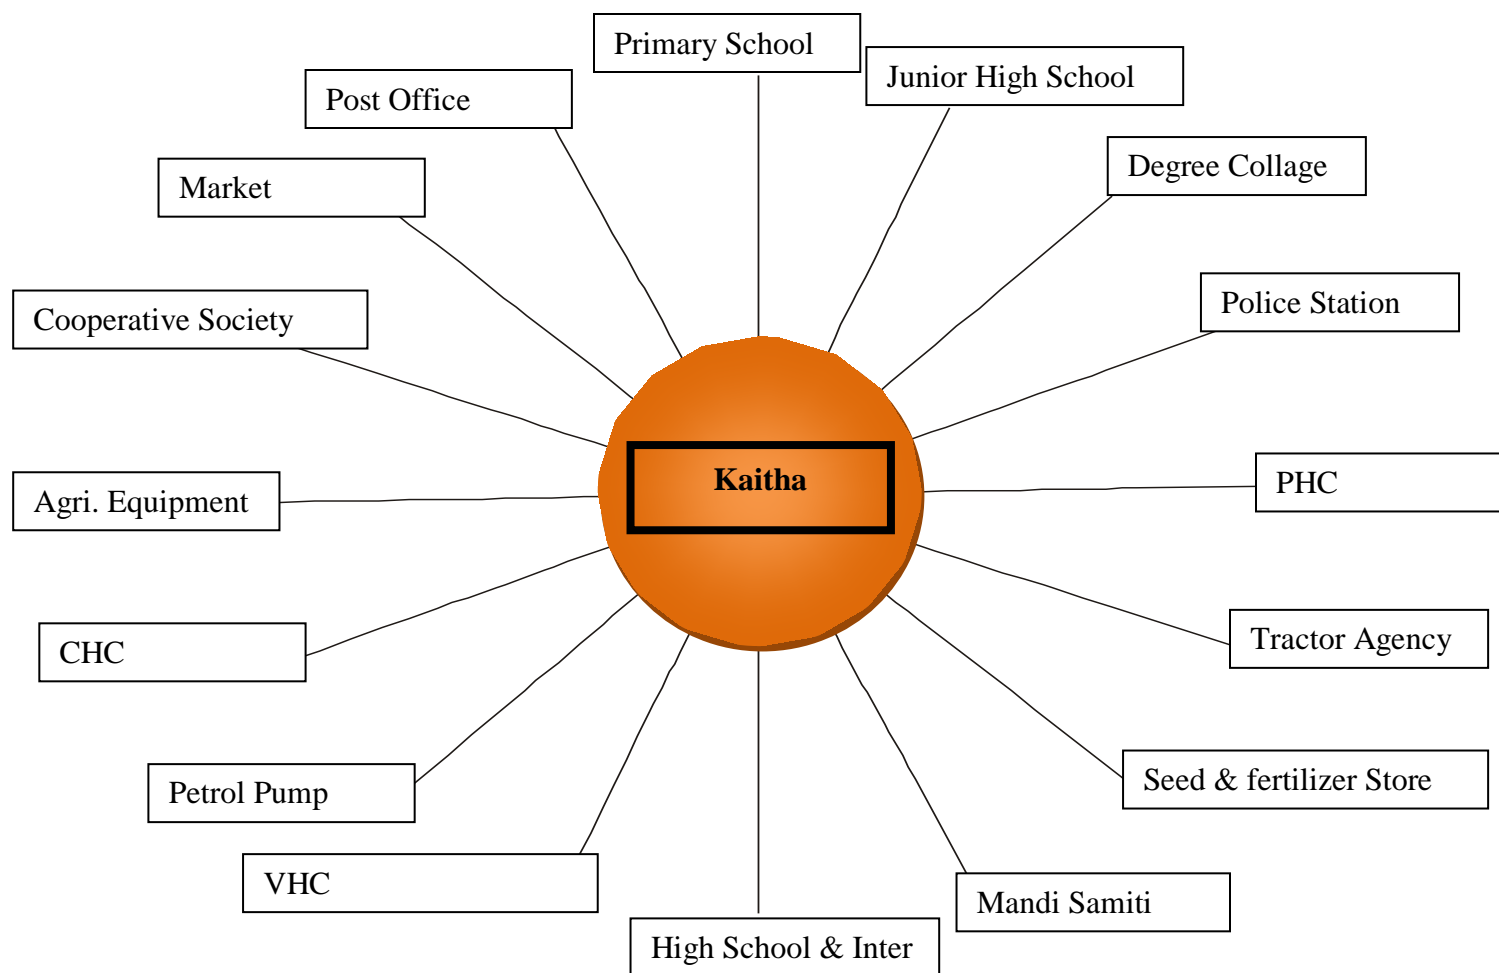 Primary School
Junior High School
Post Office
Degree Collage
Market
Police Station
Cooperative Society
Kaitha
PHC
Agri. Equipment
Tractor Agency
CHC
Seed & fertilizer Store
Petrol Pump
VHC
Mandi Samiti
High School & Inter